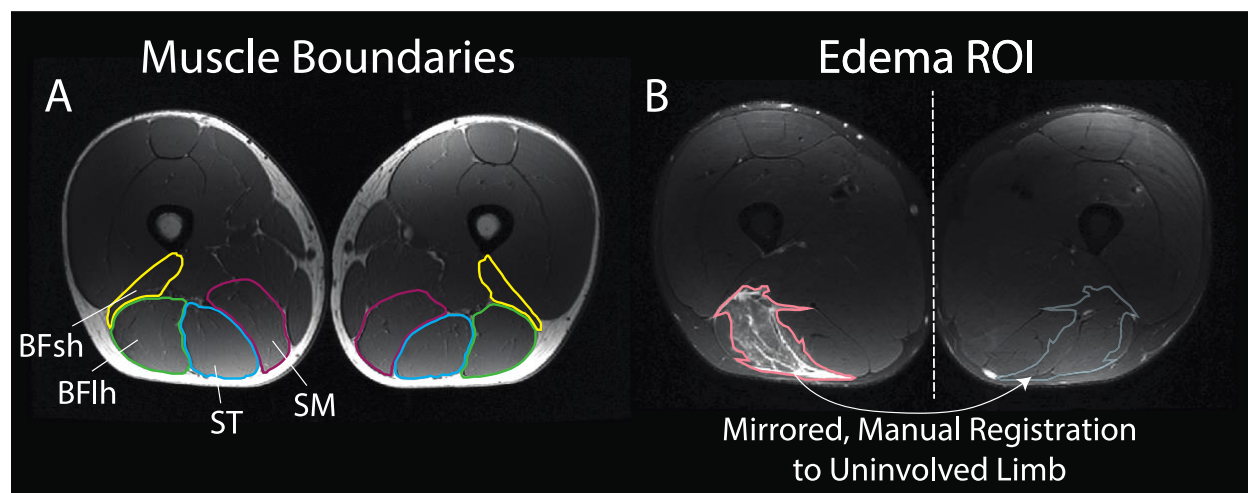 Muscle Boundaries
Edema ROI
A
B
BFsh
BFlh
ST
SM
Mirrored, Manual Registration
to Uninvolved Limb